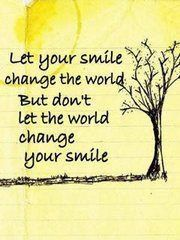 Let your smile
change the world
But don't
let the world
change
your smile